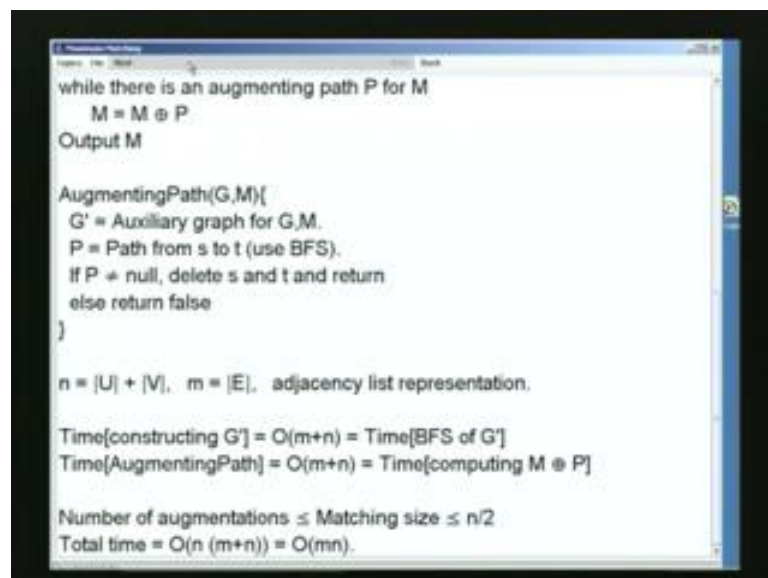 while there is an augmenting path P for M
M = M ⊕ P
Output M
AugmentingPath(G,M){
G' = Auxiliary graph for G,M.
P = Path from s to t (use BFS).
If P ≠ null, delete s and t and return
else return false
}
n = |U| + |V|, m = |E|, adjacency list representation.
Time[constructing G'] = O(m+n) = Time[BFS of G']
Time[AugmentingPath] = O(m+n) = Time[computing M ⊕ P]
Number of augmentations ≤ Matching size ≤ n/2
Total time = O(n (m+n)) = O(mn).